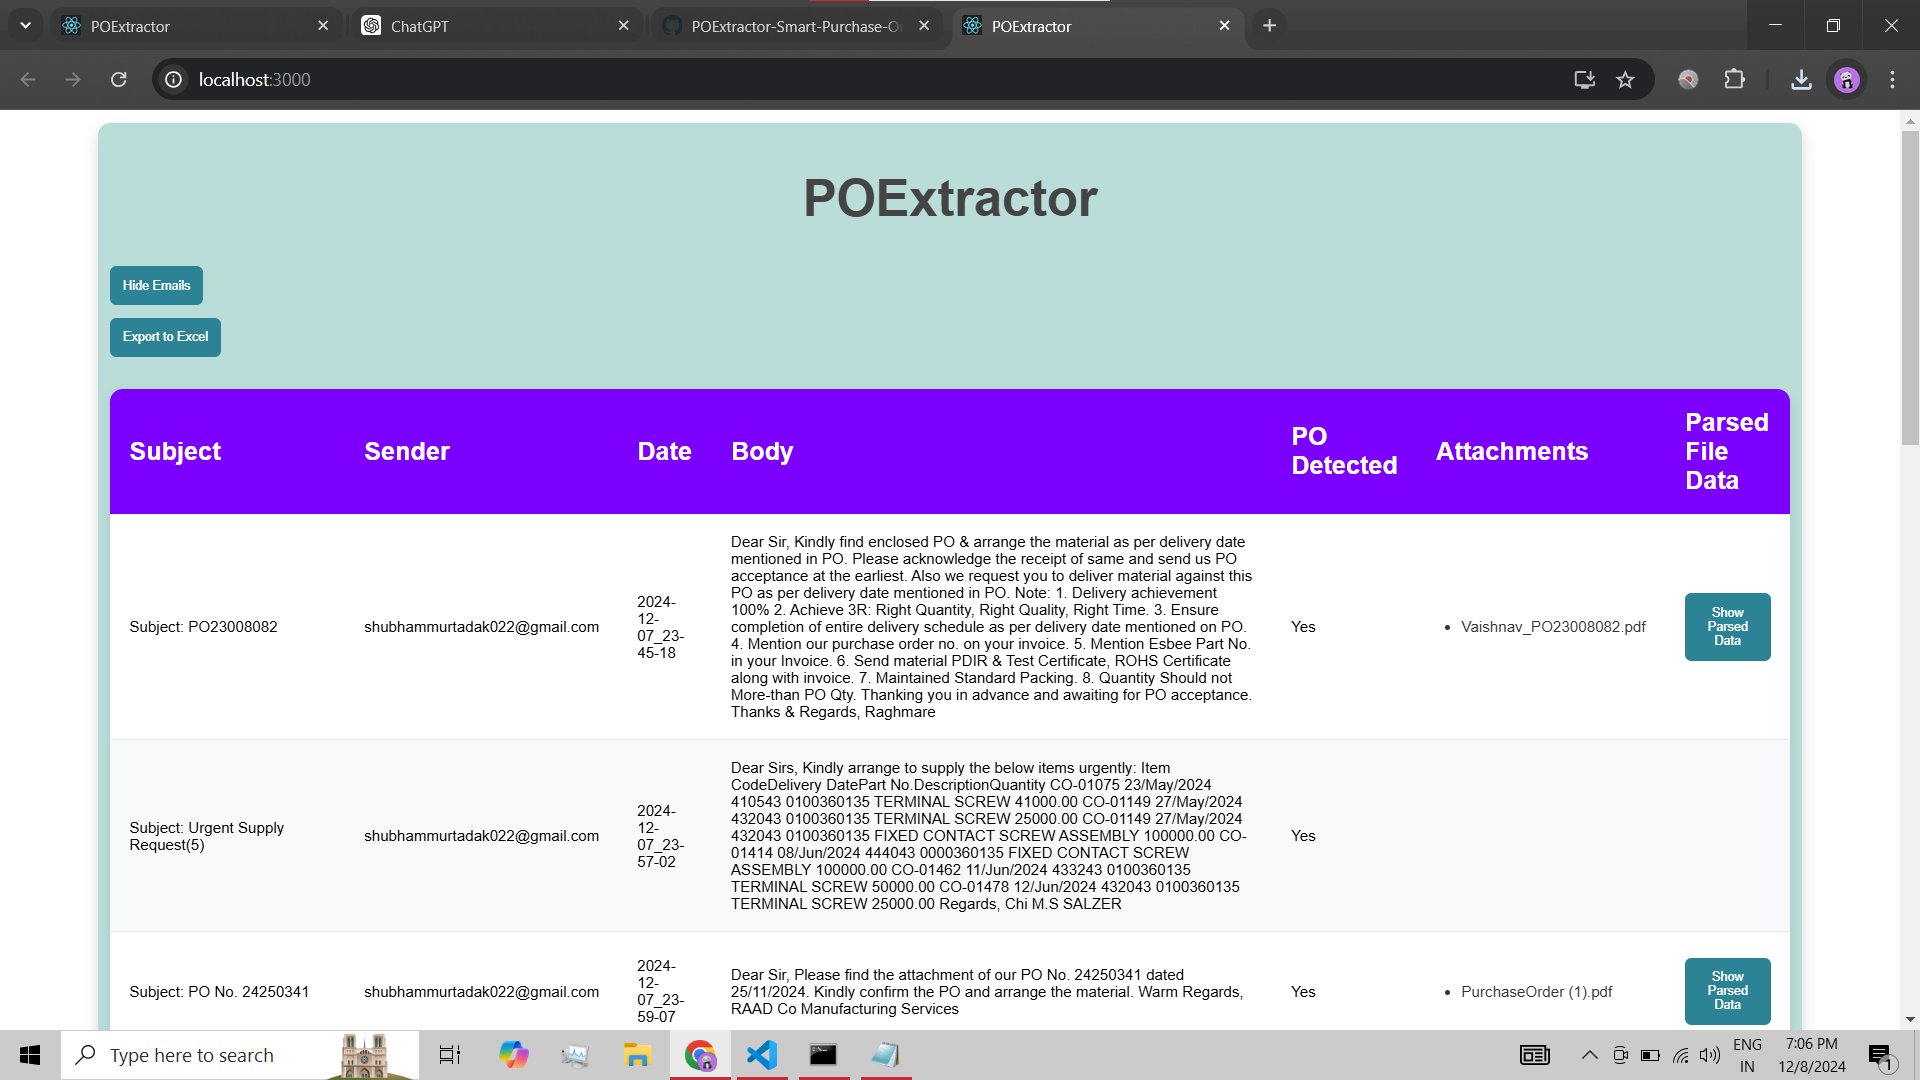 POExtractor
ChatGPT
POExtractor-Smart-Purchase-Or
POExtractor
localhost:3000
POExtractor
Hide Emails
Export to Excel
Subject
Sender
Date
Body
PO
Detected
Attachments
Parsed
File
Data
Subject: PO23008082
shubhammurtadak022@gmail.com
2024-
12-
07_23-
45-18
Dear Sir, Kindly find enclosed PO & arrange the material as per delivery date
mentioned in PO. Please acknowledge the receipt of same and send us PO
acceptance at the earliest. Also we request you to deliver material against this
PO as per delivery date mentioned in PO. Note: 1. Delivery achievement
100% 2. Achieve 3R: Right Quantity, Right Quality, Right Time. 3. Ensure
completion of entire delivery schedule as per delivery date mentioned on PO.
4. Mention our purchase order no. on your invoice. 5. Mention Esbee Part No.
in your Invoice. 6. Send material PDIR & Test Certificate, ROHS Certificate
along with invoice. 7. Maintained Standard Packing. 8. Quantity Should not
More-than PO Qty. Thanking you in advance and awaiting for PO acceptance.
Thanks & Regards, Raghmare
Yes
• Vaishnav_PO23008082.pdf
Show
Parsed
Data
Subject: Urgent Supply
Request(5)
shubhammurtadak022@gmail.com
2024-
12-
07_23-
57-02
Dear Sirs, Kindly arrange to supply the below items urgently: Item
CodeDelivery DatePart No.DescriptionQuantity CO-01075 23/May/2024
410543 0100360135 TERMINAL SCREW 41000.00 CO-01149 27/May/2024
432043 0100360135 TERMINAL SCREW 25000.00 CO-01149 27/May/2024
432043 0100360135 FIXED CONTACT SCREW ASSEMBLY 100000.00 CO-
01414 08/Jun/2024 444043 0000360135 FIXED CONTACT SCREW
ASSEMBLY 100000.00 CO-01462 11/Jun/2024 433243 0100360135
TERMINAL SCREW 50000.00 CO-01478 12/Jun/2024 432043 0100360135
TERMINAL SCREW 25000.00 Regards, Chi M.S SALZER
Yes
Subject: PO No. 24250341
shubhammurtadak022@gmail.com
2024-
12-
07_23-
59-07
Dear Sir, Please find the attachment of our PO No. 24250341 dated
25/11/2024. Kindly confirm the PO and arrange the material. Warm Regards,
RAAD Co Manufacturing Services
Yes
• PurchaseOrder (1).pdf
Show
Parsed
Data
Type here to search
ENG
IN
7:06 PM
12/8/2024
1